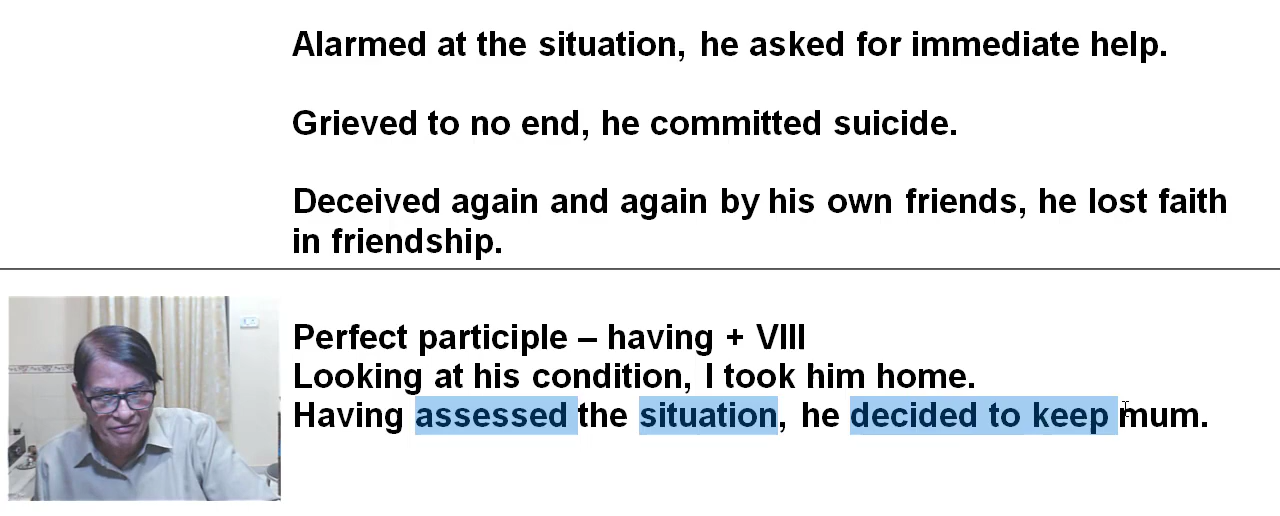 Alarmed at the situation, he asked for immediate help.
Grieved to no end, he committed suicide.
Deceived again and again by his own friends, he lost faith
in friendship.
Perfect participle – having + VIII
Looking at his condition, I took him home.
Having assessed the situation, he decided to keep mum.